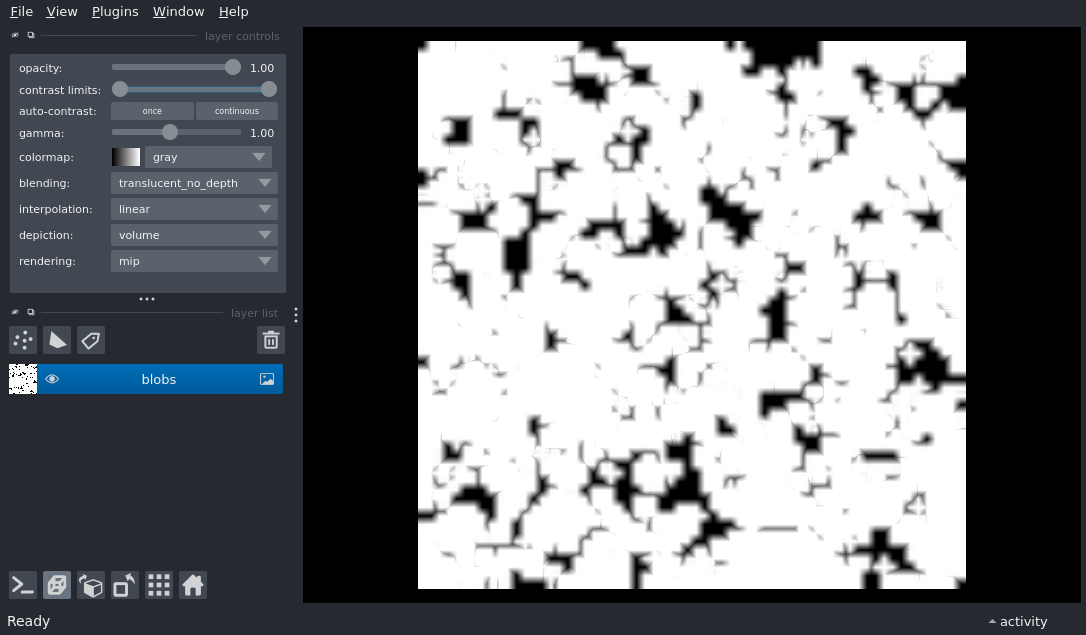 File View Plugins Window Help
layer controls
opacity: 1.00
contrast limits:
auto-contrast: once continuous
gamma: 1.00
colormap: gray
blending: translucent_no_depth
interpolation: linear
depiction: volume
rendering: mip
layer list
blobs
Ready activity